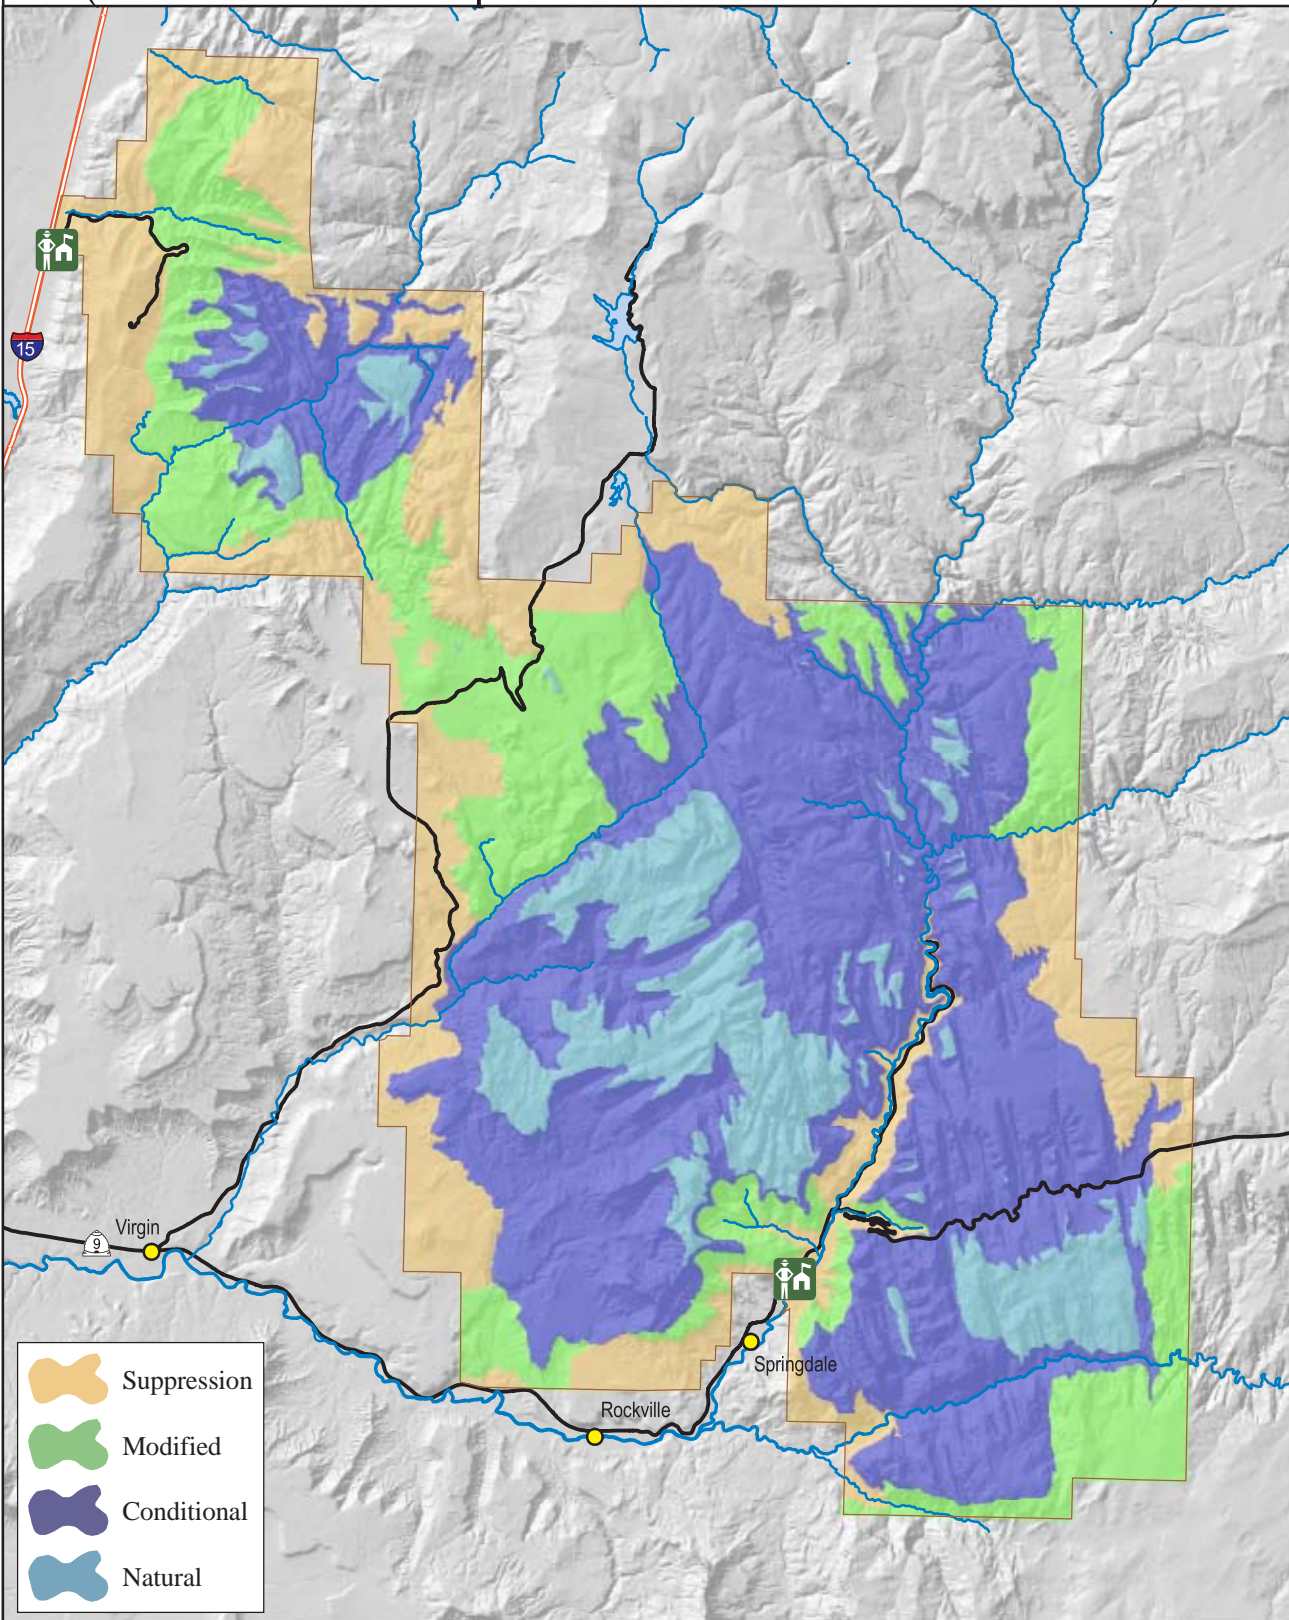 15
Virgin
9
Springdale
Rockville
Suppression
Modified
Conditional
Natural